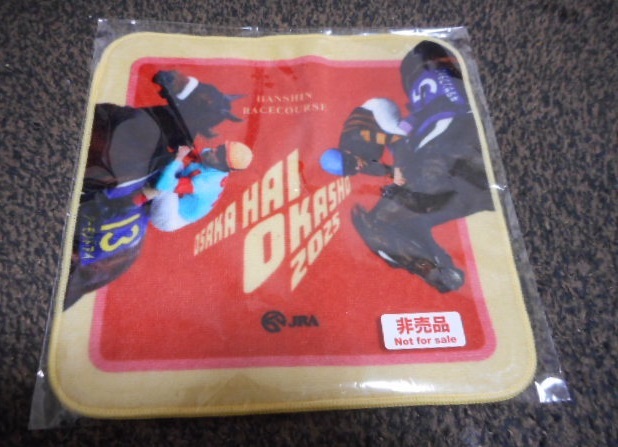 HANSHIN
RACECOURSE
OSAKA HAI
OKASHO
2025
JRA
非売品
Not for sale
13
5